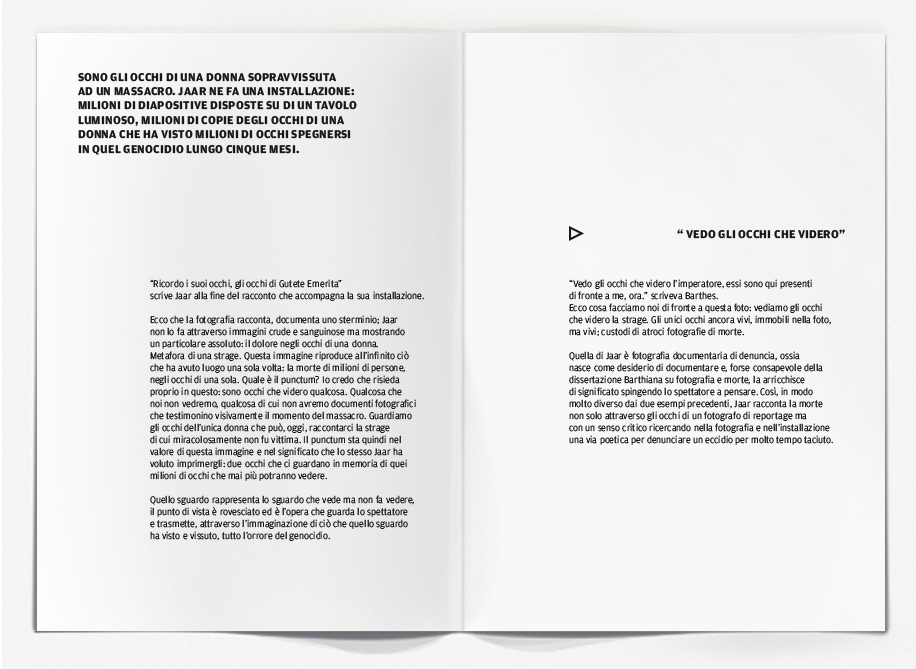 SONO GLI OCCHI DI UNA DONNA SOPRAVVISSUTA
AD UN MASSACRO. JAAR NE FA UNA INSTALLAZIONE:
MILIONI DI DIAPOSITIVE DISPOSTE SU DI UN TAVOLO
LUMINOSO, MILIONI DI COPIE DEGLI OCCHI DI UNA
DONNA CHE HA VISTO MILIONI DI OCCHI SPEGNERSI
IN QUEL GENOCIDIO LUNGO CINQUE MESI.
"Ricordo i suoi occhi, gli occhi di Gutete Emerita"
scrive Jaar alla fine del racconto che accompagna la sua installazione.
Ecco che la fotografia racconta, documenta uno sterminio; Jaar
non lo fa attraverso immagini crude e sanguinose ma mostrando
un particolare assoluto: il dolore negli occhi di una donna.
Metafora di una strage. Questa immagine riproduce all'infinito ciò
che ha avuto luogo una sola volta: la morte di milioni di persone,
negli occhi di una sola. Quale è il punctum? Io credo che risieda
proprio in questo: sono occhi che videro qualcosa. Qualcosa che
noi non vedremo, qualcosa di cui non avremo documenti fotografici
che testimonino visivamente il momento del massacro. Guardiamo
gli occhi dell'unica donna che può, oggi, raccontarci la strage
di cui miracolosamente non fu vittima. Il punctum sta quindi nel
valore di questa immagine e nel significato che lo stesso Jaar ha
voluto imprimergli: due occhi che ci guardano in memoria di quei
milioni di occhi che mai più potranno vedere.
Quello sguardo rappresenta lo sguardo che vede ma non fa vedere,
il punto di vista è rovesciato ed è l'opera che guarda lo spettatore
e trasmette, attraverso l'immaginazione di ciò che quello sguardo
ha visto e vissuto, tutto l'orrore del genocidio.
" VEDO GLI OCCHI CHE VIDERO"
"Vedo gli occhi che videro l'imperatore, essi sono qui presenti
di fronte a me, ora." scriveva Barthes.
Ecco cosa facciamo noi di fronte a questa foto: vediamo gli occhi
che videro la strage. Gli unici occhi ancora vivi, immobili nella foto,
ma vivi; custodi di atroci fotografie di morte.
Quella di Jaar è fotografia documentaria di denuncia, ossia
nasce come desiderio di documentare e, forse consapevole della
dissertazione Barthiana su fotografia e morte, la arricchisce
di significato spingendo lo spettatore a pensare. Così, in modo
molto diverso dai due esempi precedenti, Jaar racconta la morte
non solo attraverso gli occhi di un fotografo di reportage ma
con un senso critico ricercando nella fotografia e nell'installazione
una via poetica per denunciare un eccidio per molto tempo taciuto.